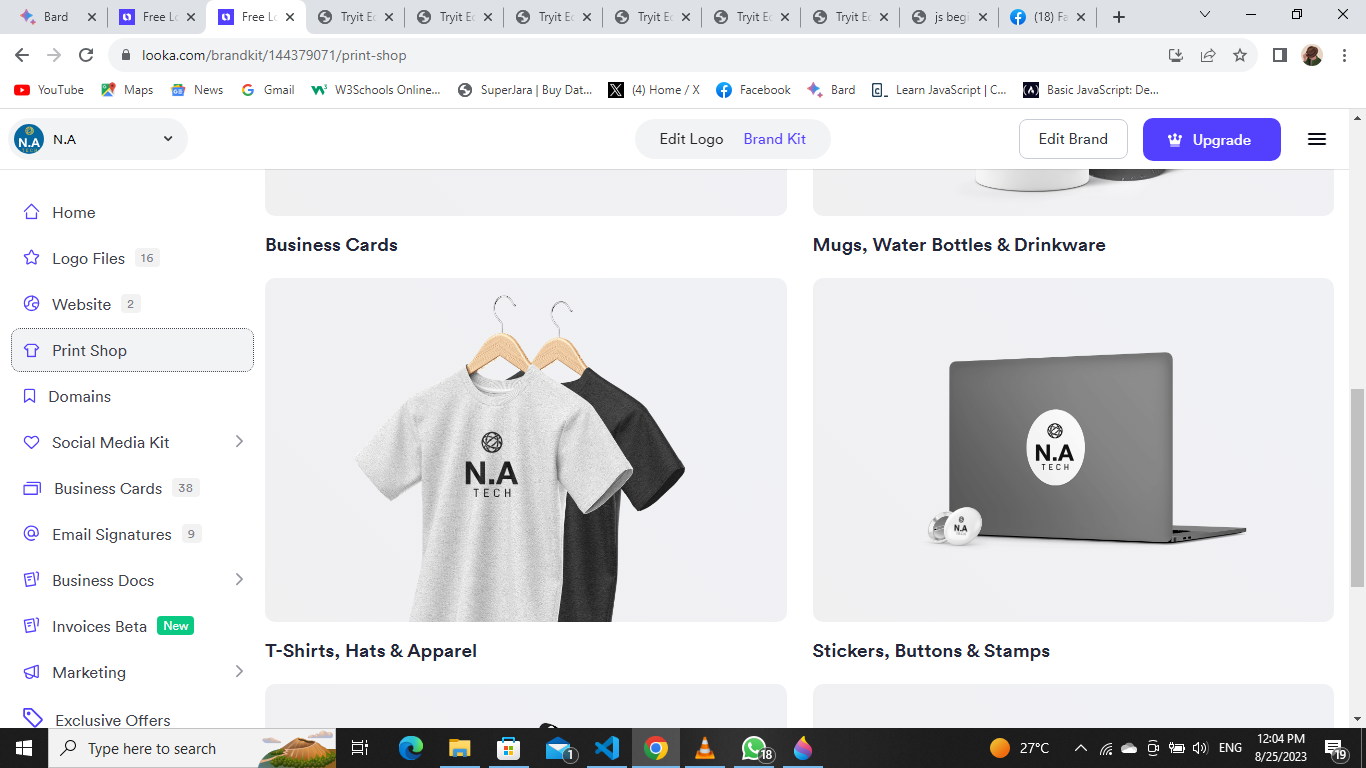 Bard
Free Lo
Free Lo
Tryit Ed
Tryit Ed
Tryit Ed
Tryit Ed
Tryit Ed
Tryit Ed
js begi
(18) Fa
looka.com/brandkit/144379071/print-shop
YouTube
Maps
News
Gmail
W3Schools Online...
SuperJara | Buy Dat...
(4) Home / X
Facebook
Bard
Learn JavaScript | C...
Basic JavaScript: De...
N.A
TECH
N.A
Edit Logo
Brand Kit
Edit Brand
Upgrade
Home
Logo Files 16
Website 2
Print Shop
Domains
Social Media Kit
Business Cards 38
Email Signatures 9
Business Docs
Invoices Beta New
Marketing
Exclusive Offers
Business Cards
Mugs, Water Bottles & Drinkware
N.A
TECH
N.A
TECH
N.A
TECH
T-Shirts, Hats & Apparel
Stickers, Buttons & Stamps
Type here to search
1
18
27°C
ENG
12:04 PM
8/25/2023
19